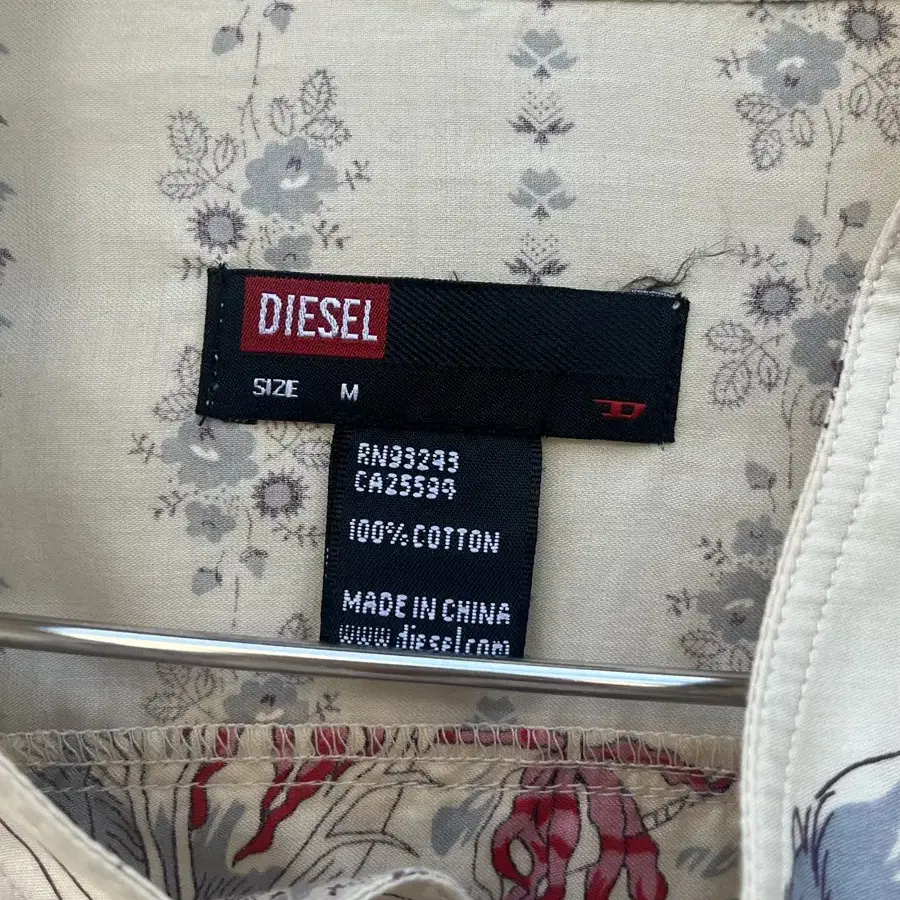 DIESEL
SIZE M
RN93243
CA25594
100% COTTON
MADE IN CHINA
www.diesel.com